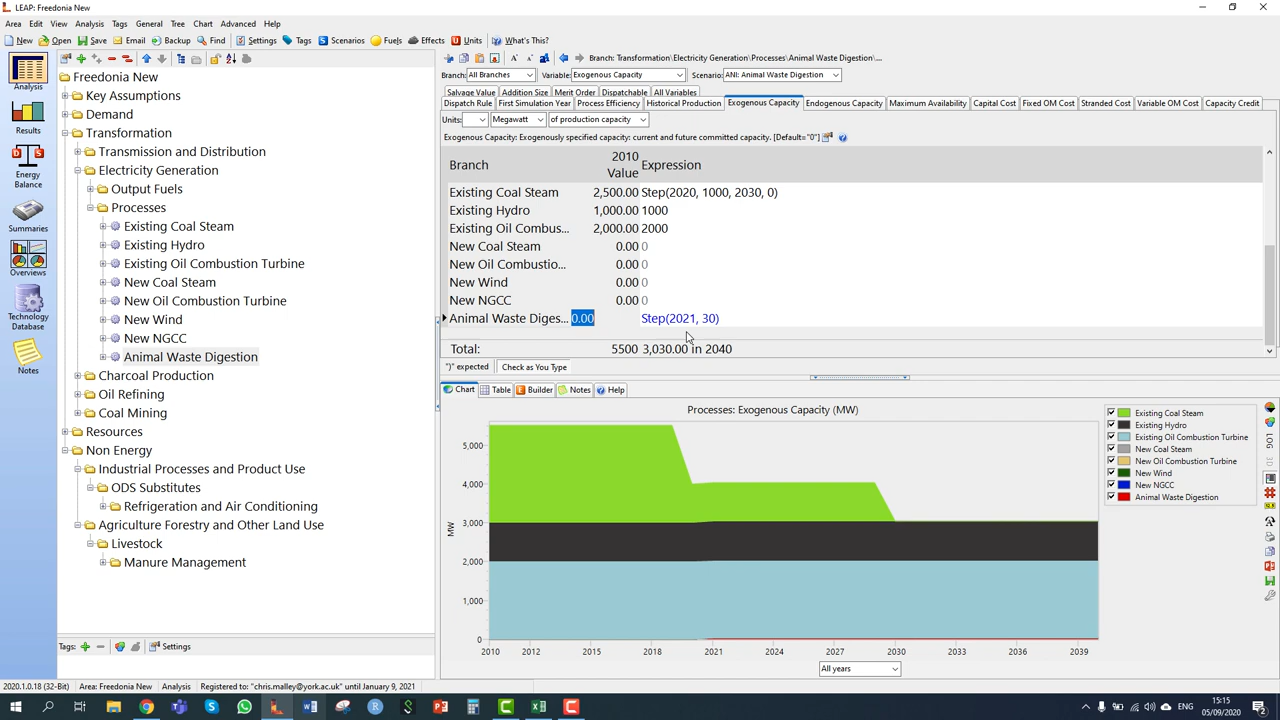 LEAP: Freedonia New
Area Edit View Analysis Tags General Tree Chart Advanced Help
New Open Save Email Backup Find Settings Tags Scenarios Fuels Effects Units What's This?
Analysis
Results
Energy
Balance
Summaries
Overviews
Technology
Database
Notes
Freedonia New
Key Assumptions
Demand
Transformation
Transmission and Distribution
Electricity Generation
Output Fuels
Processes
Existing Coal Steam
Existing Hydro
Existing Oil Combustion Turbine
New Coal Steam
New Oil Combustion Turbine
New Wind
New NGCC
Animal Waste Digestion
Charcoal Production
Oil Refining
Coal Mining
Resources
Non Energy
Industrial Processes and Product Use
ODS Substitutes
Refrigeration and Air Conditioning
Agriculture Forestry and Other Land Use
Livestock
Manure Management
Tags: Settings
Branch: Transformation\Electricity Generation\Processes\Animal Waste Digestion\....
Branch: All Branches Variable: Exogenous Capacity Scenario: ANI: Animal Waste Digestion
Salvage Value Addition Size Merit Order Dispatchable All Variables
Dispatch Rule First Simulation Year Process Efficiency Historical Production Exogenous Capacity Endogenous Capacity Maximum Availability Capital Cost Fixed OM Cost Stranded Cost Variable OM Cost Capacity Credit
Units: Megawatt of production capacity
Exogenous Capacity: Exogenously specified capacity: current and future committed capacity. [Default="0"]
Branch 2010 Value Expression
Existing Coal Steam 2,500.00 Step(2020, 1000, 2030, 0)
Existing Hydro 1,000.00 1000
Existing Oil Combus... 2,000.00 2000
New Coal Steam 0.00 0
New Oil Combustio... 0.00 0
New Wind 0.00 0
New NGCC 0.00 0
Animal Waste Diges... 0.00 Step(2021, 30)
Total: 5500 3,030.00 in 2040
")" expected Check as You Type
Chart Table Builder Notes Help
Processes: Exogenous Capacity (MW)
MW
5,000
4,000
3,000
2,000
1,000
0
2010 2012 2015 2018 2021 2024 2027 2030 2033 2036 2039
Existing Coal Steam
Existing Hydro
Existing Oil Combustion Turbine
New Coal Steam
New Oil Combustion Turbine
New Wind
New NGCC
Animal Waste Digestion
LOG
3D
All years
2020.1.0.18 (32-Bit) Area: Freedonia New Analysis Registered to: "chris.malley@york.ac.uk" until January 9, 2021
ENG
15:15
05/09/2020